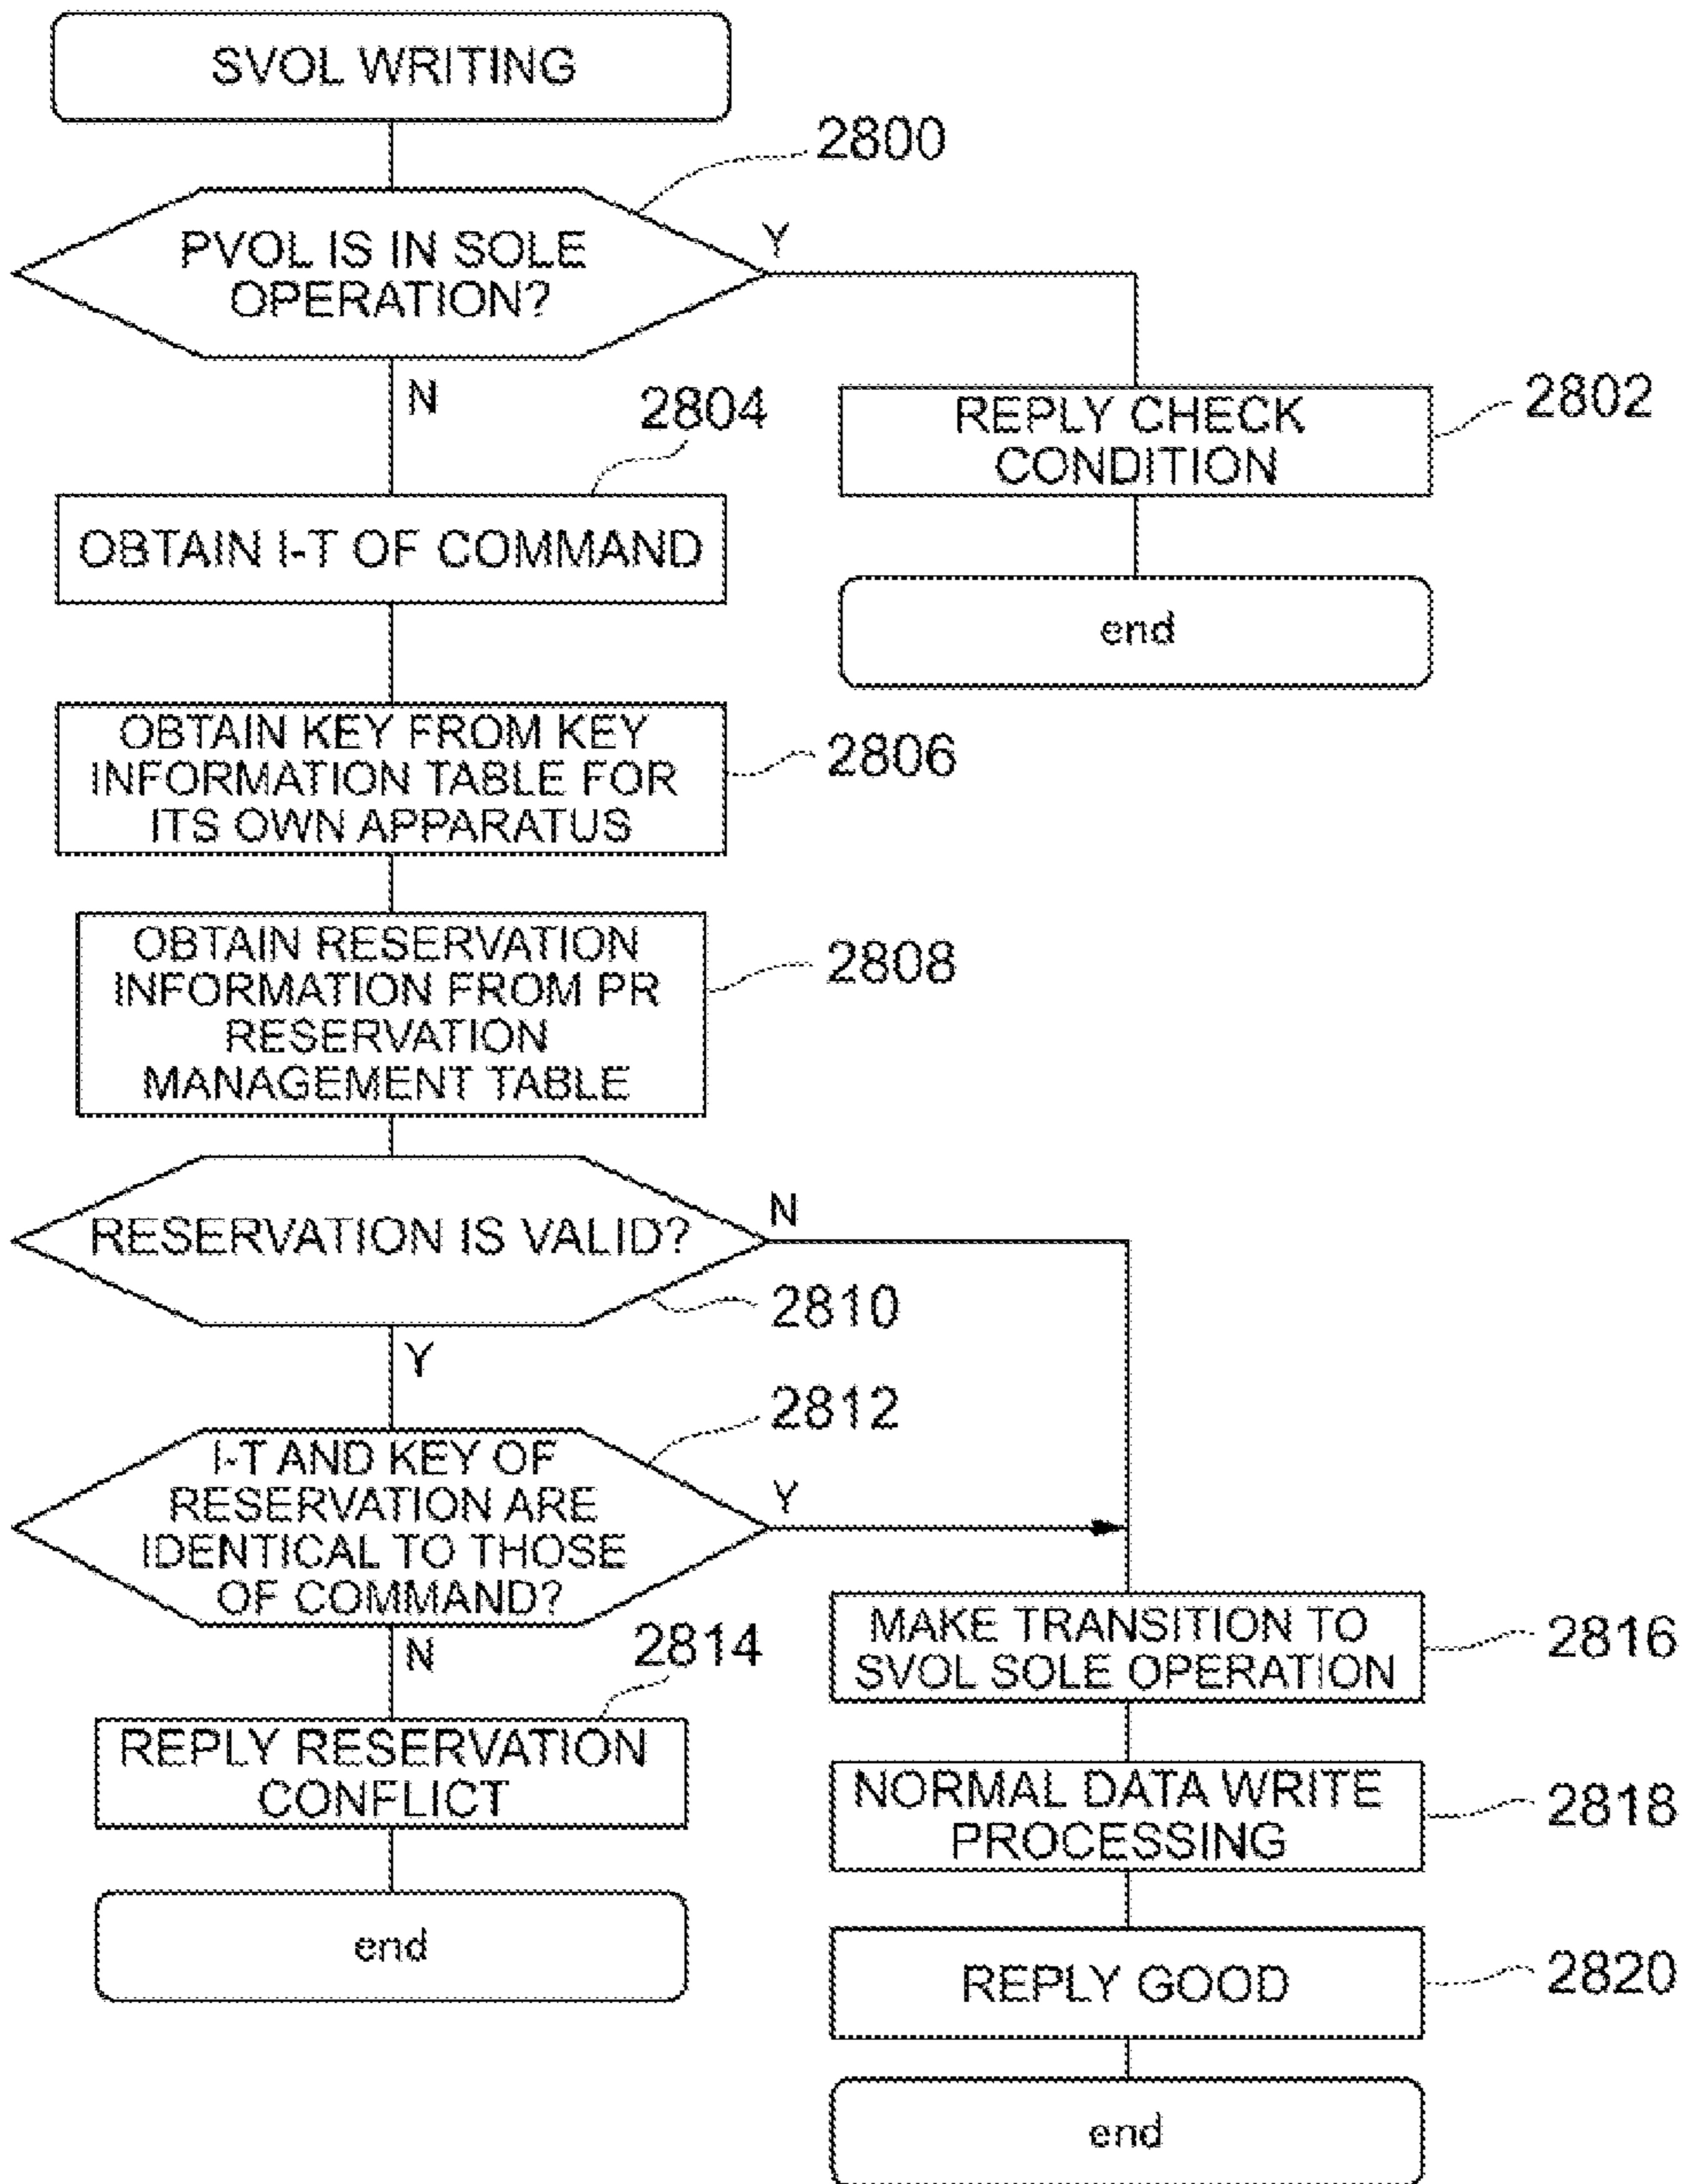 SVOL WRITING
2800
PVOL IS IN SOLE
OPERATION?
Y
N
2804
REPLY CHECK
CONDITION
2802
OBTAIN I-T OF COMMAND
end
OBTAIN KEY FROM KEY
INFORMATION TABLE FOR
ITS OWN APPARATUS
2806
OBTAIN RESERVATION
INFORMATION FROM PR
RESERVATION
MANAGEMENT TABLE
2808
RESERVATION IS VALID?
N
2810
Y
2812
I-T AND KEY OF
RESERVATION ARE
IDENTICAL TO THOSE
OF COMMAND?
Y
N
2814
MAKE TRANSITION TO
SVOL SOLE OPERATION
2816
REPLY RESERVATION
CONFLICT
NORMAL DATA WRITE
PROCESSING
2818
end
REPLY GOOD
2820
end